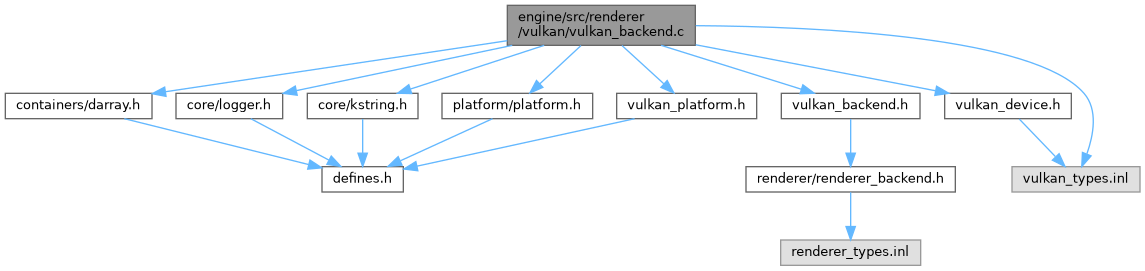 engine/src/renderer
/vulkan/vulkan_backend.c
containers/darray.h
core/logger.h
core/kstring.h
platform/platform.h
vulkan_platform.h
vulkan_backend.h
vulkan_device.h
defines.h
renderer/renderer_backend.h
vulkan_types.inl
renderer_types.inl